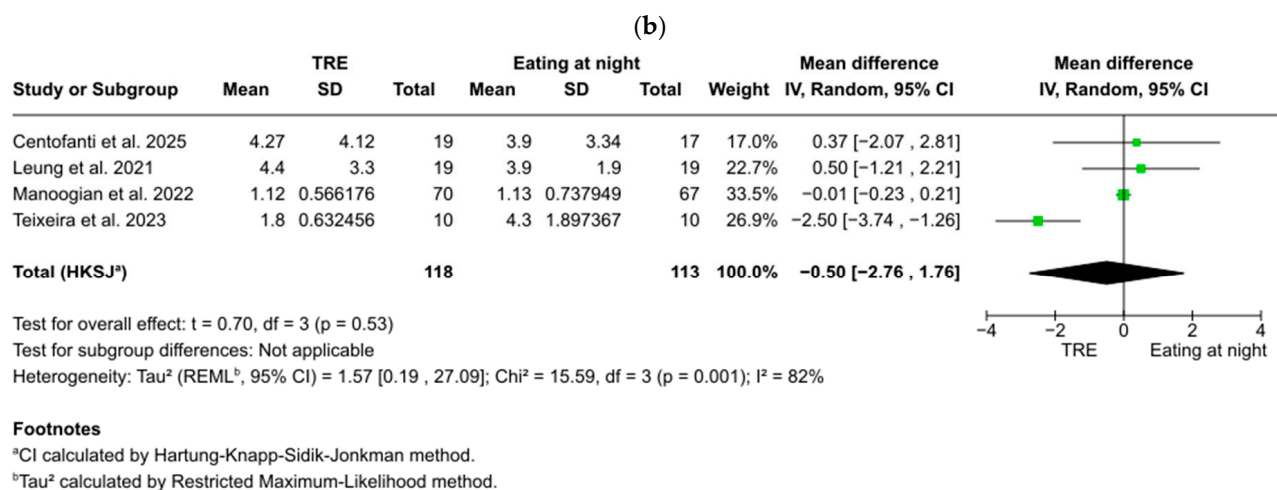 (b)
TRE Eating at night Mean difference Mean difference
Study or Subgroup Mean SD Total Mean SD Total Weight IV, Random, 95% CI IV, Random, 95% CI
Centofanti et al. 2025 4.27 4.12 19 3.9 3.34 17 17.0% 0.37 [−2.07 , 2.81]
Leung et al. 2021 4.4 3.3 19 3.9 1.9 19 22.7% 0.50 [−1.21 , 2.21]
Manoogian et al. 2022 1.12 0.566176 70 1.13 0.737949 67 33.5% −0.01 [−0.23 , 0.21]
Teixeira et al. 2023 1.8 0.632456 10 4.3 1.897367 10 26.9% −2.50 [−3.74 , −1.26]
Total (HKSJᵃ) 118 113 100.0% −0.50 [−2.76 , 1.76]
Test for overall effect: t = 0.70, df = 3 (p = 0.53)
Test for subgroup differences: Not applicable
Heterogeneity: Tau² (REMLᵇ, 95% CI) = 1.57 [0.19 , 27.09]; Chi² = 15.59, df = 3 (p = 0.001); I² = 82%
−4 −2 0 2 4
TRE Eating at night
Footnotes
ᵃCI calculated by Hartung-Knapp-Sidik-Jonkman method.
ᵇTau² calculated by Restricted Maximum-Likelihood method.